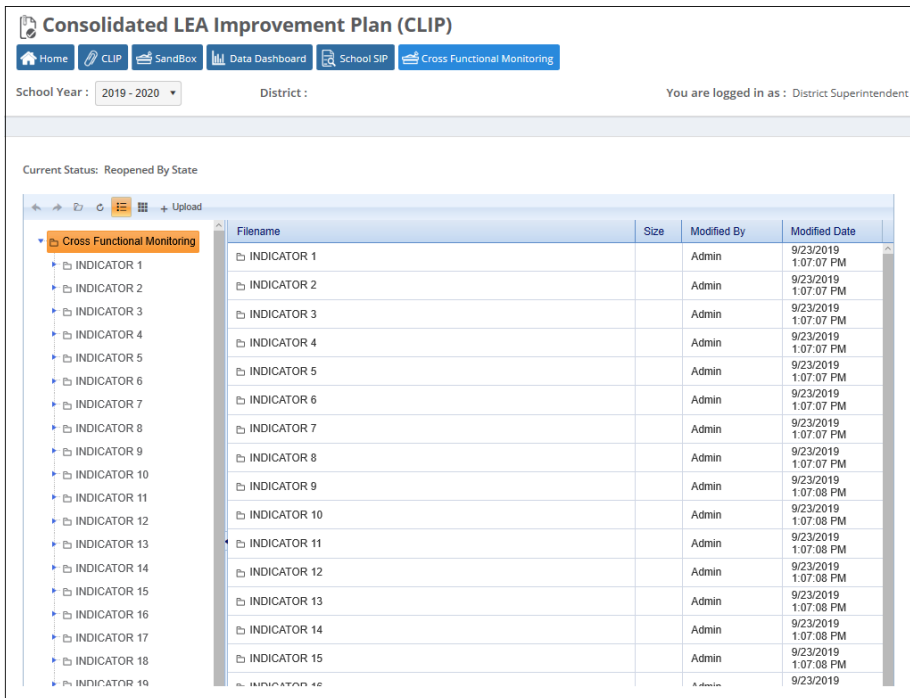 Consolidated LEA Improvement Plan (CLIP)
Home CLIP SandBox Data Dashboard School SIP Cross Functional Monitoring
School Year : 2019 - 2020 District : You are logged in as : District Superintendent
Current Status: Reopened By State
Upload
Cross Functional Monitoring
INDICATOR 1
INDICATOR 2
INDICATOR 3
INDICATOR 4
INDICATOR 5
INDICATOR 6
INDICATOR 7
INDICATOR 8
INDICATOR 9
INDICATOR 10
INDICATOR 11
INDICATOR 12
INDICATOR 13
INDICATOR 14
INDICATOR 15
INDICATOR 16
INDICATOR 17
INDICATOR 18
INDICATOR 19
Filename Size Modified By Modified Date
INDICATOR 1 Admin 9/23/2019
1:07:07 PM
INDICATOR 2 Admin 9/23/2019
1:07:07 PM
INDICATOR 3 Admin 9/23/2019
1:07:07 PM
INDICATOR 4 Admin 9/23/2019
1:07:07 PM
INDICATOR 5 Admin 9/23/2019
1:07:07 PM
INDICATOR 6 Admin 9/23/2019
1:07:07 PM
INDICATOR 7 Admin 9/23/2019
1:07:07 PM
INDICATOR 8 Admin 9/23/2019
1:07:07 PM
INDICATOR 9 Admin 9/23/2019
1:07:08 PM
INDICATOR 10 Admin 9/23/2019
1:07:08 PM
INDICATOR 11 Admin 9/23/2019
1:07:08 PM
INDICATOR 12 Admin 9/23/2019
1:07:08 PM
INDICATOR 13 Admin 9/23/2019
1:07:08 PM
INDICATOR 14 Admin 9/23/2019
1:07:08 PM
INDICATOR 15 Admin 9/23/2019
1:07:08 PM
INDICATOR 16 Admin 9/23/2019